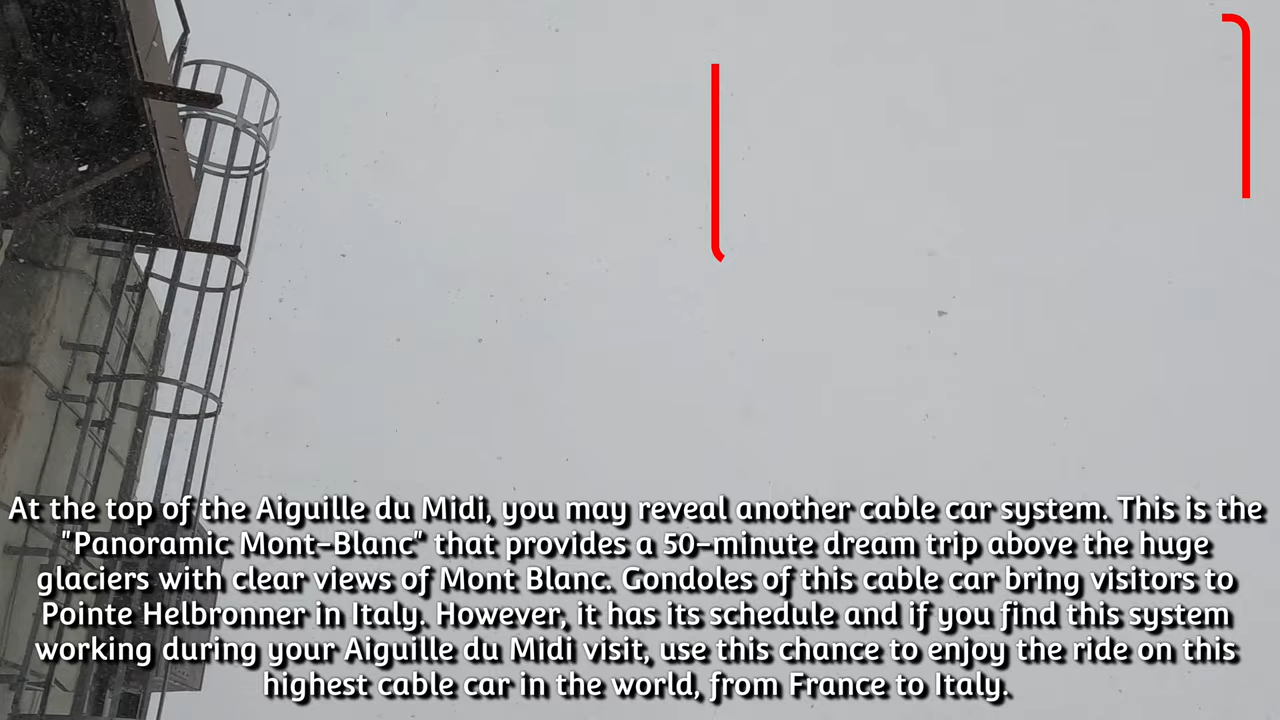 At the top of the Aiguille du Midi, you may reveal another cable car system. This is the
"Panoramic Mont-Blanc" that provides a 50-minute dream trip above the huge
glaciers with clear views of Mont Blanc. Gondoles of this cable car bring visitors to
Pointe Helbronner in Italy. However, it has its schedule and if you find this system
working during your Aiguille du Midi visit, use this chance to enjoy the ride on this
highest cable car in the world, from France to Italy.